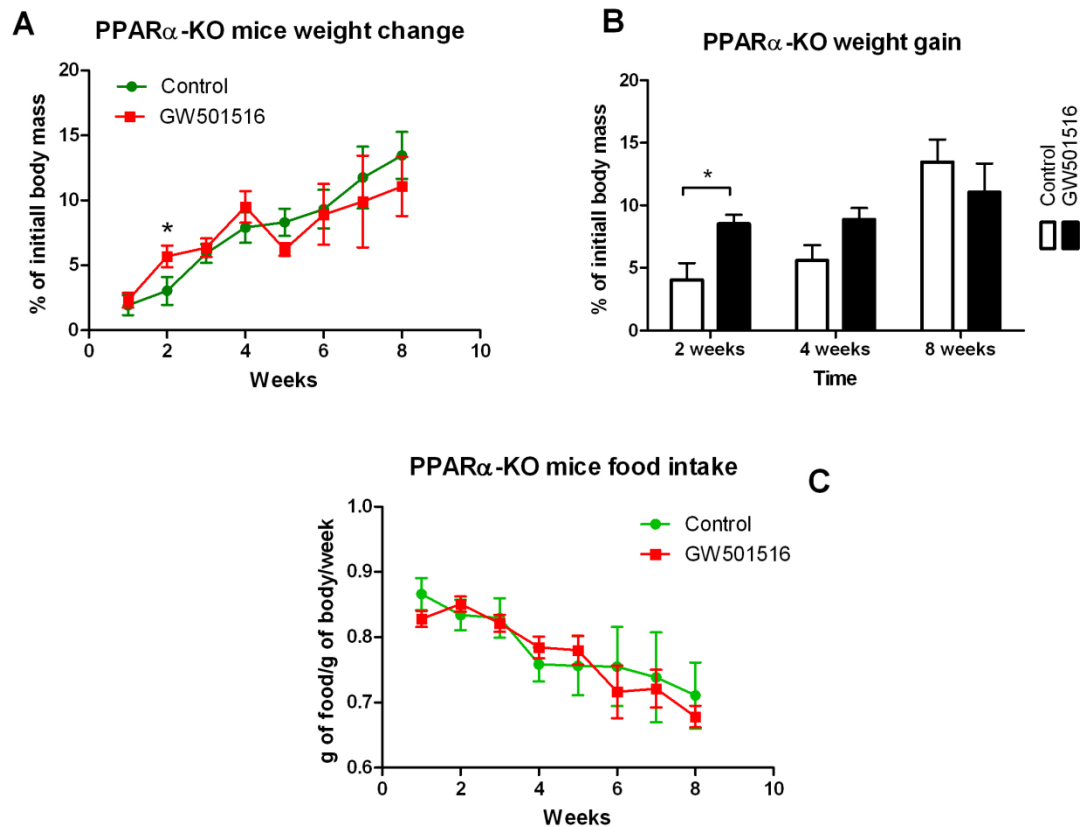 A
PPARα-KO mice weight change
Control
GW501516
% of initiall body mass
20
15
10
5
0
*
0
2
4
6
8
10
Weeks
B
PPARα-KO weight gain
% of initiall body mass
20
15
10
5
0
*
2 weeks
4 weeks
8 weeks
Time
Control
GW501516
PPARα-KO mice food intake
C
Control
GW501516
g of food/g of body/week
1.0
0.9
0.8
0.7
0.6
0
2
4
6
8
10
Weeks